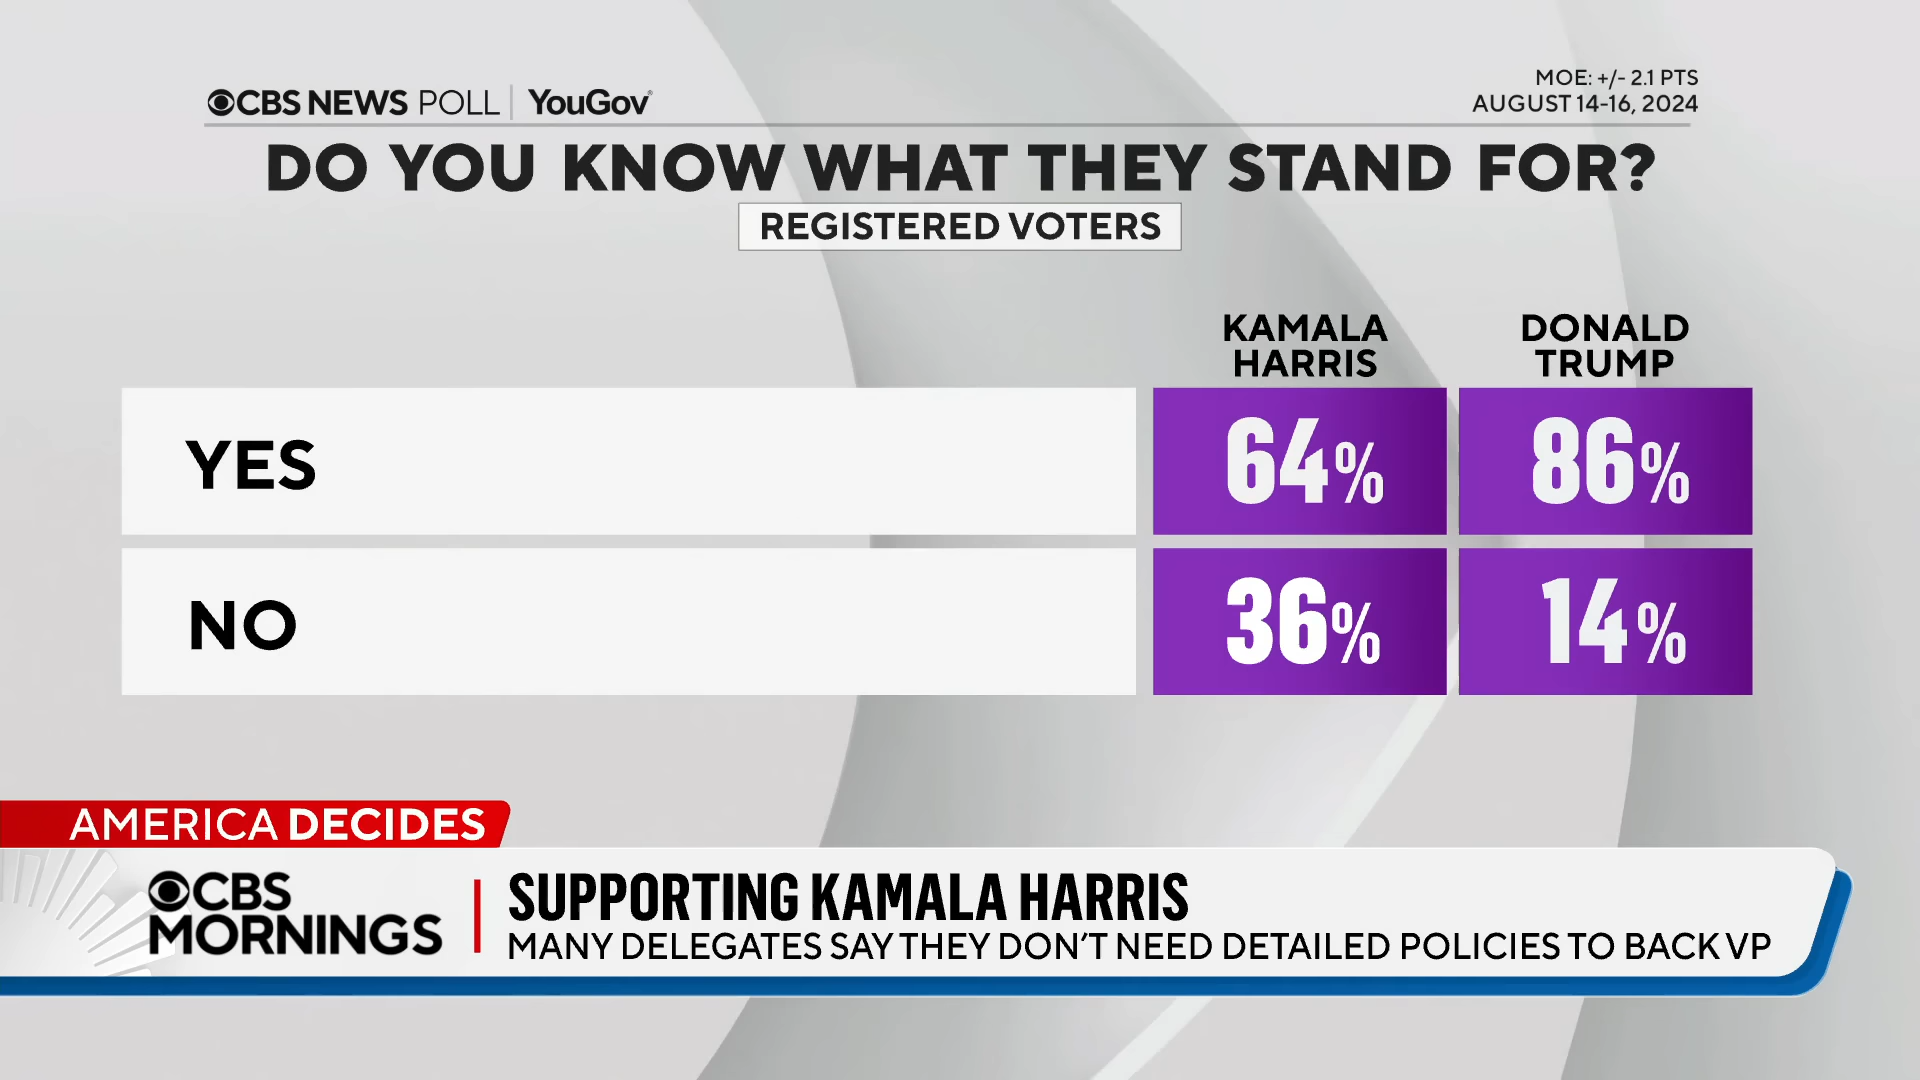 CBS NEWS POLL | YouGov®
MOE: +/- 2.1 PTS
AUGUST 14-16, 2024
DO YOU KNOW WHAT THEY STAND FOR?
REGISTERED VOTERS
KAMALA HARRIS
DONALD TRUMP
YES 64% 86%
NO 36% 14%
AMERICA DECIDES
CBS MORNINGS
SUPPORTING KAMALA HARRIS
MANY DELEGATES SAY THEY DON'T NEED DETAILED POLICIES TO BACK VP